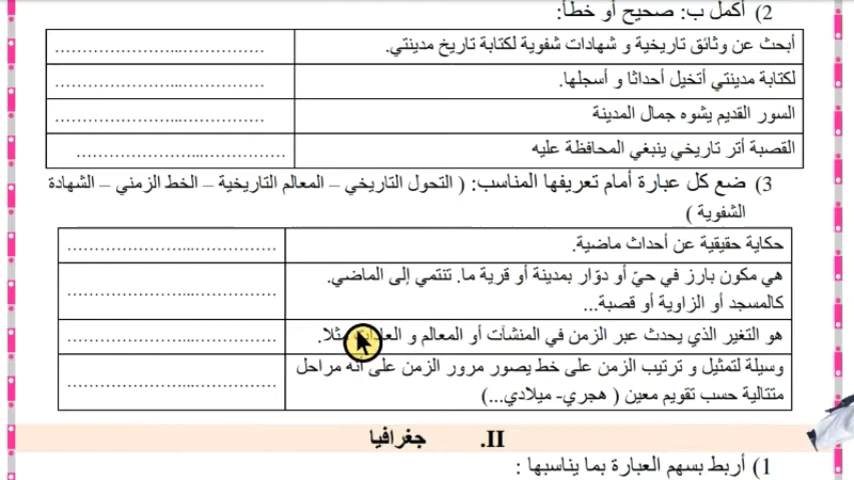 2) أكمل ب: صحيح أو خطأ:
أبحث عن وثائق تاريخية و شهادات شفوية لكتابة تاريخ مدينتي. ..........................................
لكتابة مدينتي أتخيل أحداثا و أسجلها. ..........................................
السور القديم يشوه جمال المدينة ..........................................
القصبة أثر تاريخي ينبغي المحافظة عليه ..........................................
3) ضع كل عبارة أمام تعريفها المناسب: ( التحول التاريخي – المعالم التاريخية – الخط الزمني – الشهادة
الشفوية )
حكاية حقيقية عن أحداث ماضية. ..........................................
هي مكون بارز في حيّ أو دوّار بمدينة أو قرية ما. تنتمي إلى الماضي. ..........................................
كالمسجد أو الزاوية أو قصبة...
هو التغير الذي يحدث عبر الزمن في المنشآت أو المعالم و مثلا. ..........................................
وسيلة لتمثيل و ترتيب الزمن على خط يصور مرور الزمن على أنه مراحل ..........................................
متتالية حسب تقويم معين ( هجري- ميلادي...)
II. جغرافيا
1) أربط بسهم العبارة بما يناسبها :